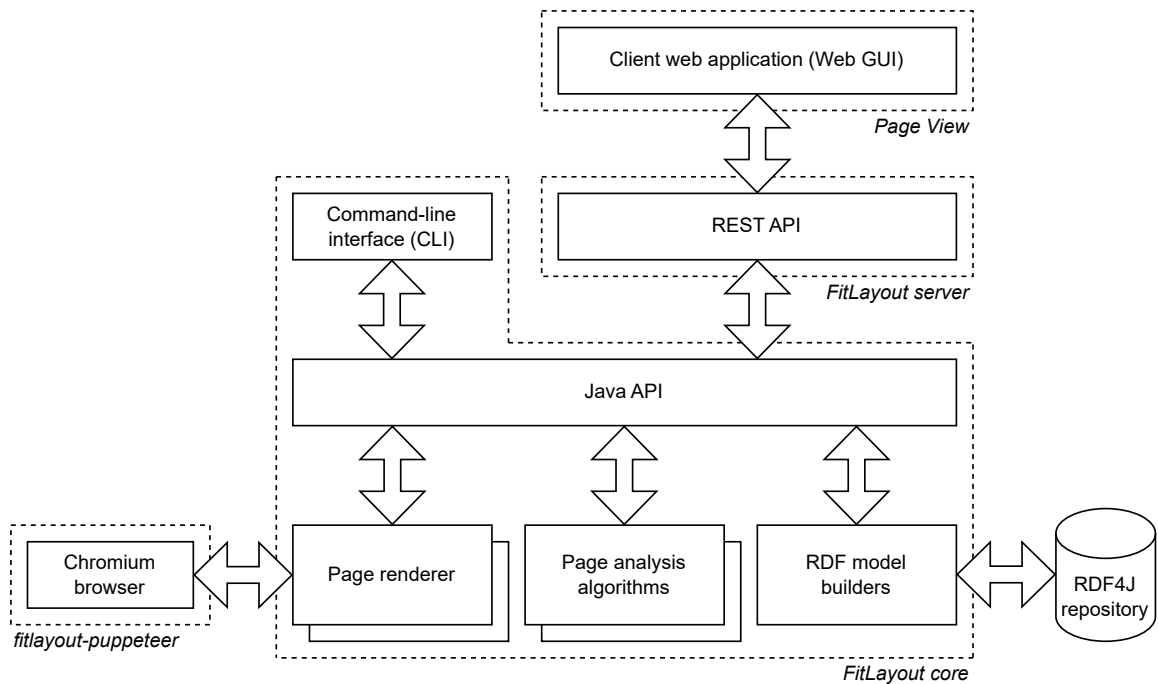 Client web application (Web GUI)
Page View
Command-line
interface (CLI)
REST API
FitLayout server
Java API
Chromium
browser
fitlayout-puppeteer
Page renderer
Page analysis
algorithms
RDF model
builders
RDF4J
repository
FitLayout core